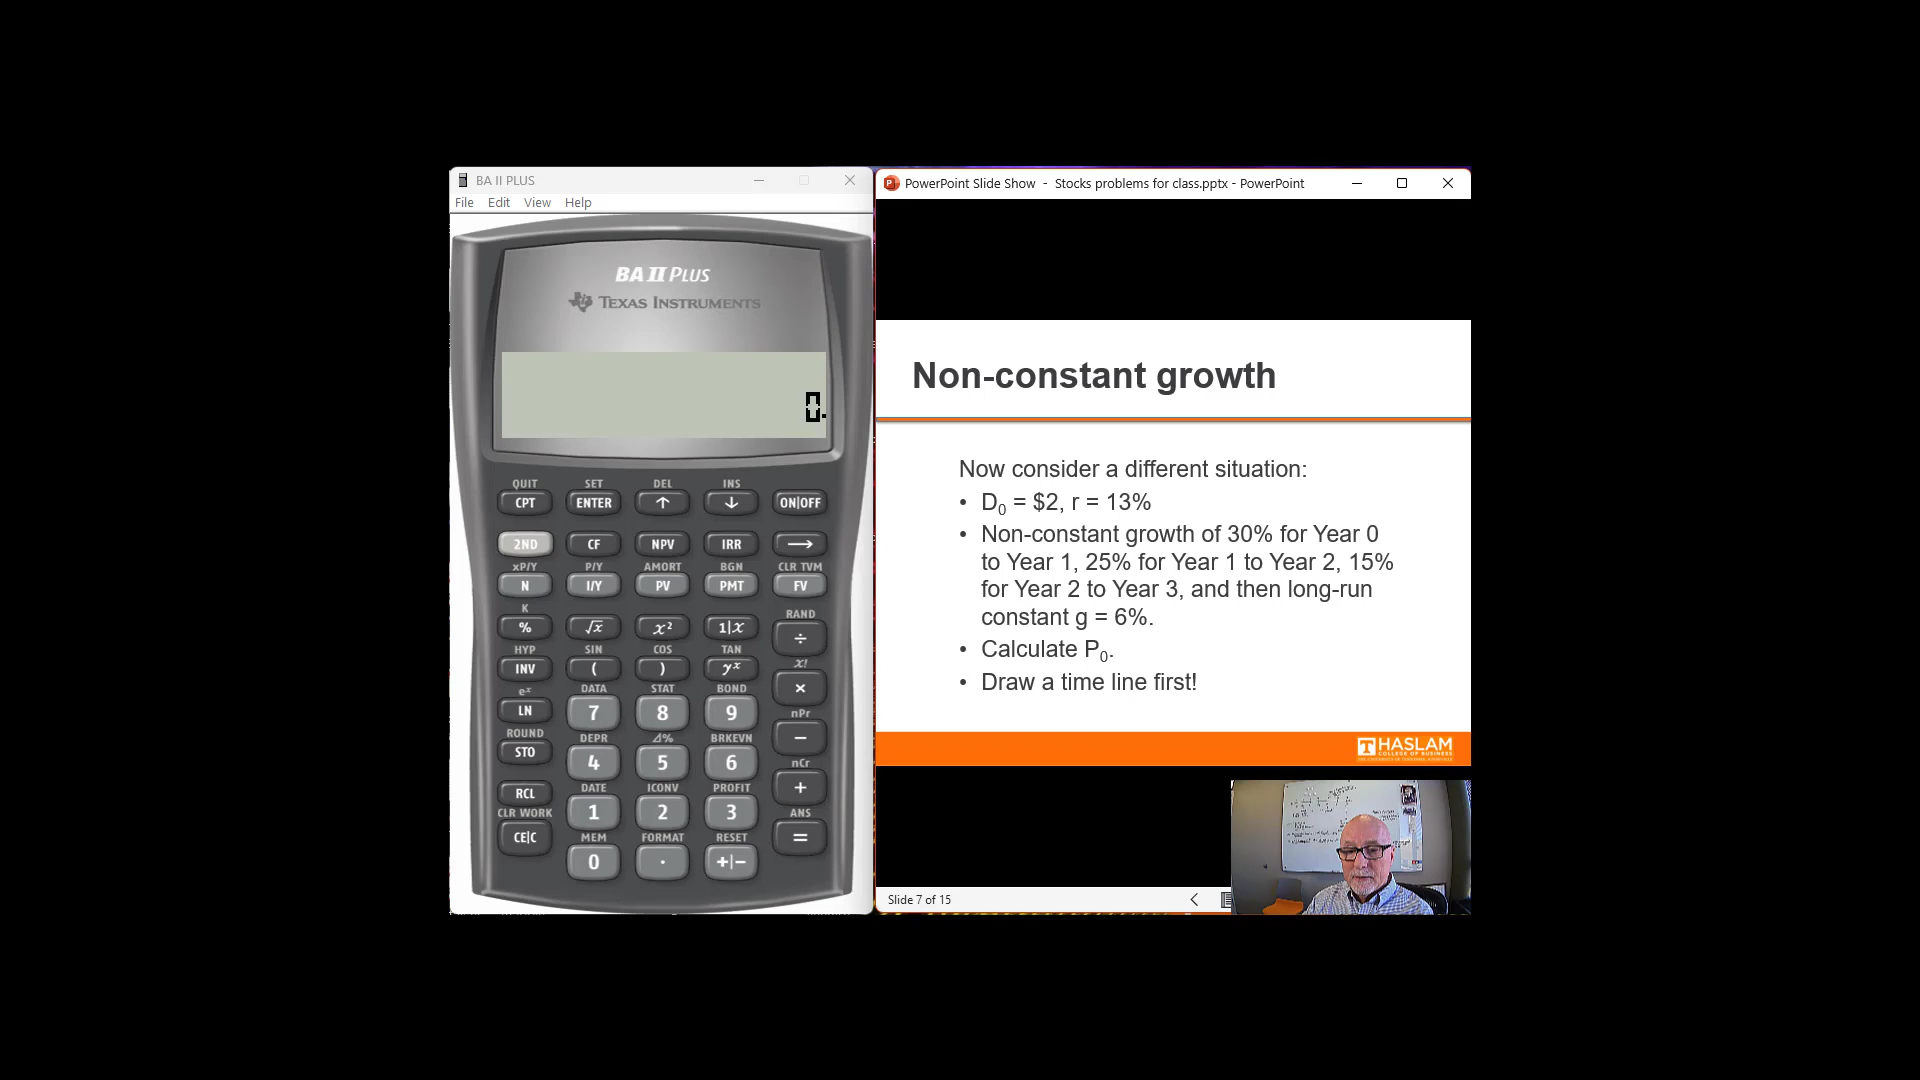 BA II PLUS
File Edit View Help
BA II PLUS
TEXAS INSTRUMENTS
0.
QUIT SET DEL INS
CPT ENTER ↑ ↓ ON|OFF
2ND CF NPV IRR →
xP/Y P/Y AMORT BGN CLR TVM
N I/Y PV PMT FV
K RAND
% √x x² 1|x ÷
HYP SIN COS TAN x!
INV ( ) yˣ ×
eˣ DATA STAT BOND nPr
LN 7 8 9 −
ROUND DEPR Δ% BRKEVN nCr
STO 4 5 6 +
DATE ICONV PROFIT
RCL 1 2 3
CLR WORK MEM FORMAT RESET ANS
CE|C 0 . +|− =
PowerPoint Slide Show - Stocks problems for class.pptx - PowerPoint
Non-constant growth
Now consider a different situation:
• D₀ = $2, r = 13%
• Non-constant growth of 30% for Year 0
to Year 1, 25% for Year 1 to Year 2, 15%
for Year 2 to Year 3, and then long-run
constant g = 6%.
• Calculate P₀.
• Draw a time line first!
T HASLAM
COLLEGE OF BUSINESS
Slide 7 of 15